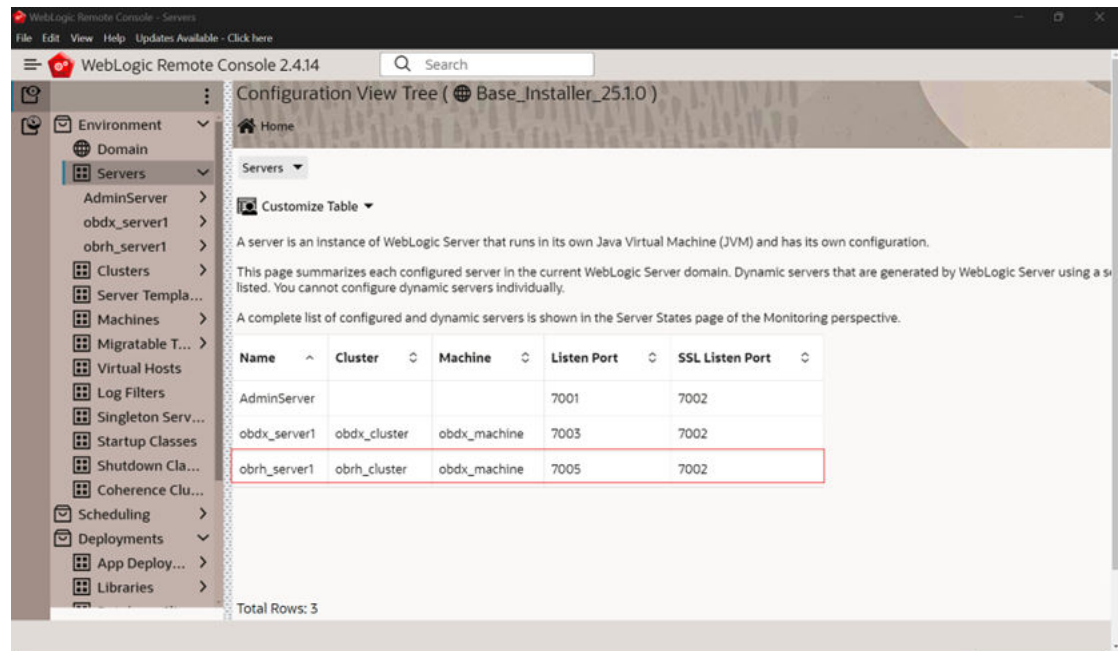 WebLogic Remote Console - Servers
File Edit View Help Updates Available - Click here
WebLogic Remote Console 2.4.14
Search
Configuration View Tree ( Base_Installer_25.1.0 )
Home
Environment
Domain
Servers
AdminServer
obdx_server1
obrh_server1
Clusters
Server Templa...
Machines
Migratable T...
Virtual Hosts
Log Filters
Singleton Serv...
Startup Classes
Shutdown Cla...
Coherence Clu...
Scheduling
Deployments
App Deploy...
Libraries
Servers
Customize Table
A server is an instance of WebLogic Server that runs in its own Java Virtual Machine (JVM) and has its own configuration.
This page summarizes each configured server in the current WebLogic Server domain. Dynamic servers that are generated by WebLogic Server using a
listed. You cannot configure dynamic servers individually.
A complete list of configured and dynamic servers is shown in the Server States page of the Monitoring perspective.
Name Cluster Machine Listen Port SSL Listen Port
AdminServer 7001 7002
obdx_server1 obdx_cluster obdx_machine 7003 7002
obrh_server1 obrh_cluster obdx_machine 7005 7002
Total Rows: 3